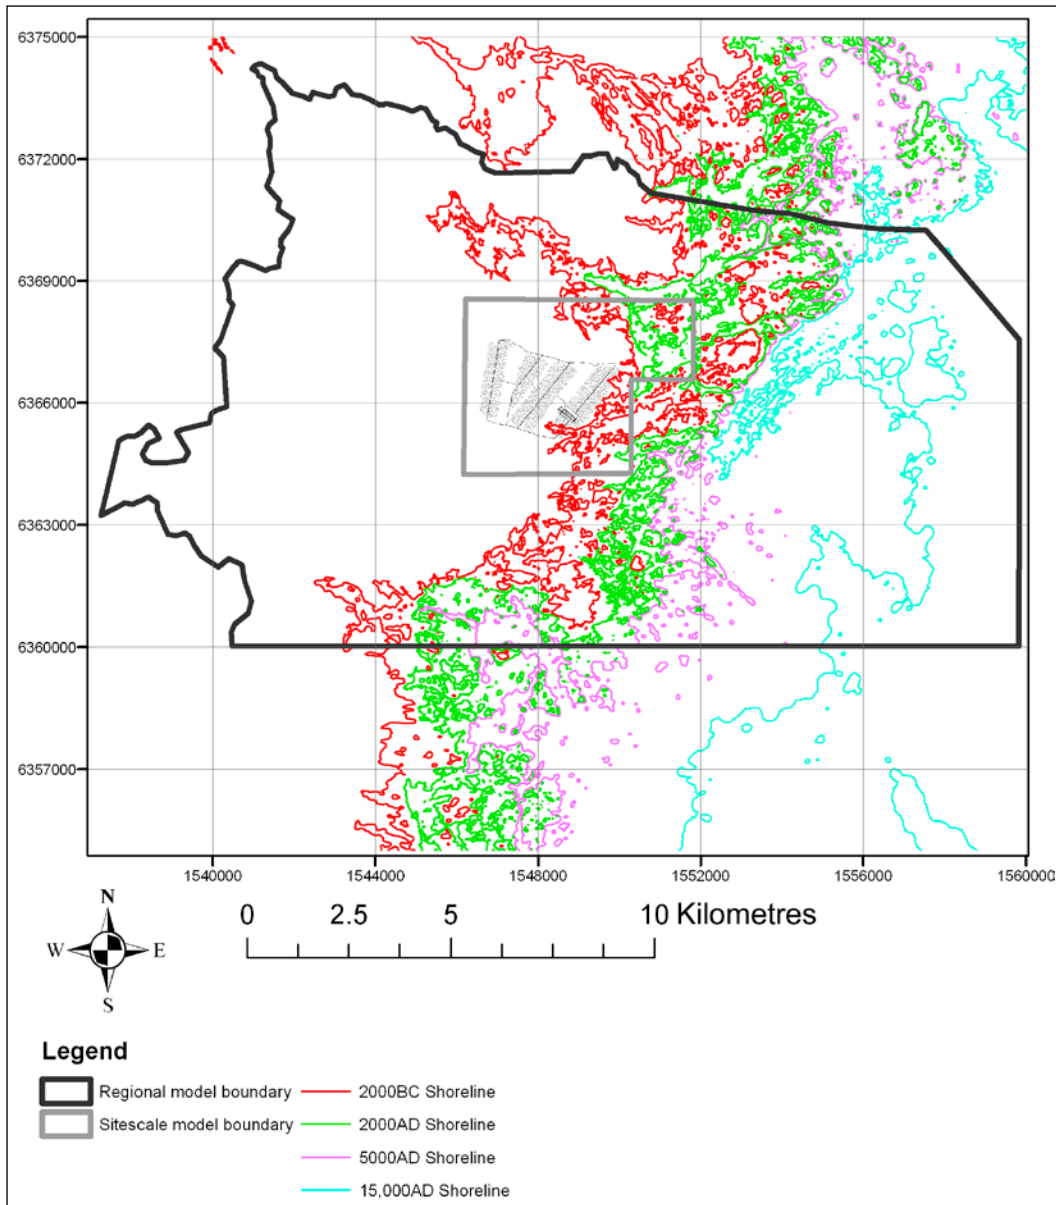 6375000
6372000
6369000
6366000
6363000
6360000
6357000
1540000 1544000 1548000 1552000 1556000 1560000
N
W E
S
0 2.5 5 10 Kilometres
Legend
Regional model boundary 2000BC Shoreline
Sitescale model boundary 2000AD Shoreline
5000AD Shoreline
15,000AD Shoreline